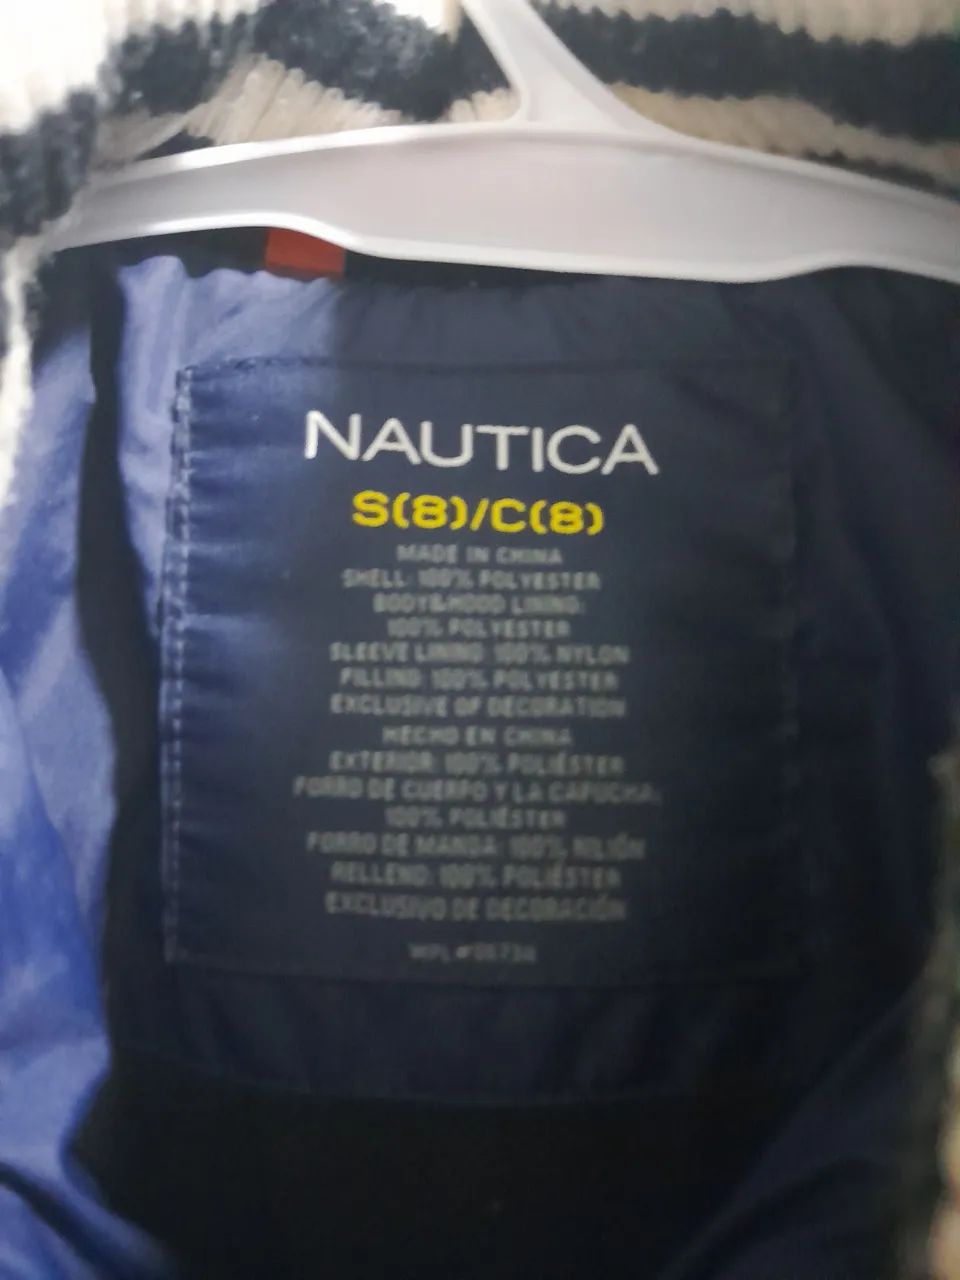 NAUTICA
S(8)/C(8)
MADE IN CHINA
SHELL: 100% POLYESTER
BODY&HOOD LINING:
100% POLYESTER
SLEEVE LINING: 100% NYLON
FILLING: 100% POLYESTER
EXCLUSIVE OF DECORATION
HECHO EN CHINA
EXTERIOR: 100% POLIÉSTER
FORRO DE CUERPO Y LA CAPUCHA:
100% POLIÉSTER
FORRO DE MANGA: 100% NILIÓN
RELLENO: 100% POLIÉSTER
EXCLUSIVO DE DECORACIÓN